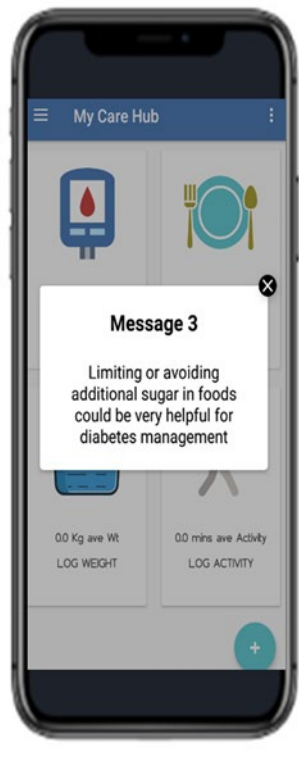 My Care Hub
Message 3
Limiting or avoiding
additional sugar in foods
could be very helpful for
diabetes management
0.0 Kg ave Wt
0.0 mins ave Activity
LOG WEIGHT
LOG ACTIVITY